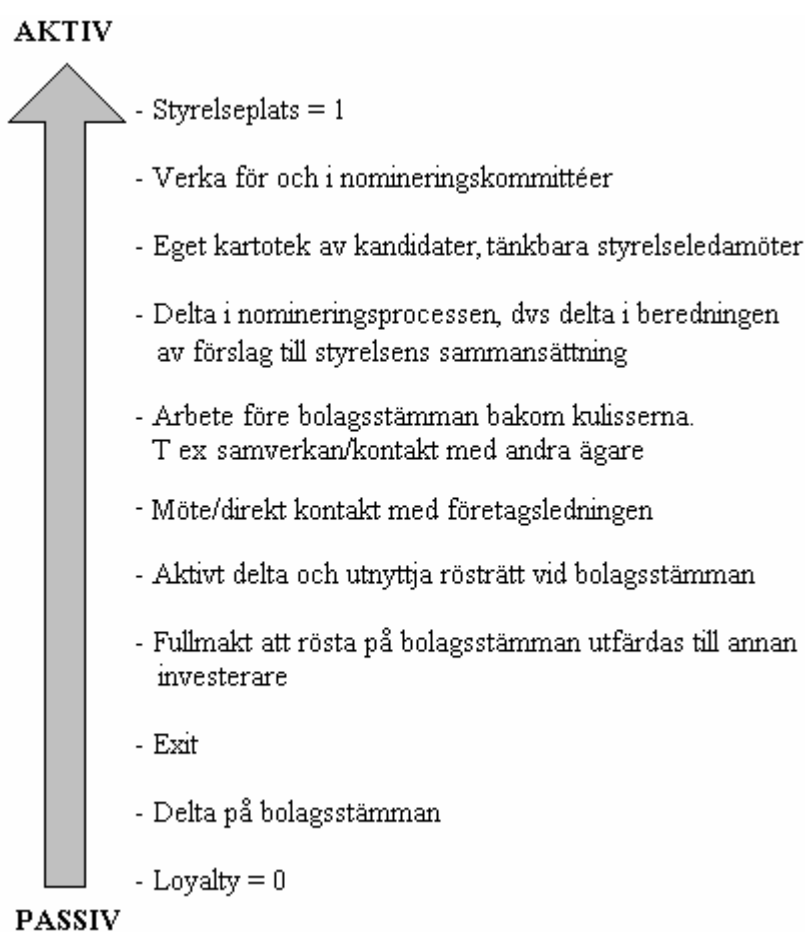 AKTIV
- Styrelseplats = 1
- Verka för och i nomineringskommittéer
- Eget kartotek av kandidater, tänkbara styrelseledamöter
- Delta i nomineringsprocessen, dvs delta i beredningen
av förslag till styrelsens sammansättning
- Arbete före bolagsstämman bakom kulisserna.
T ex samverkan/kontakt med andra ägare
- Möte/direkt kontakt med företagsledningen
- Aktivt delta och utnyttja rösträtt vid bolagsstämman
- Fullmakt att rösta på bolagsstämman utfärdas till annan
investerare
- Exit
- Delta på bolagsstämman
- Loyalty = 0
PASSIV